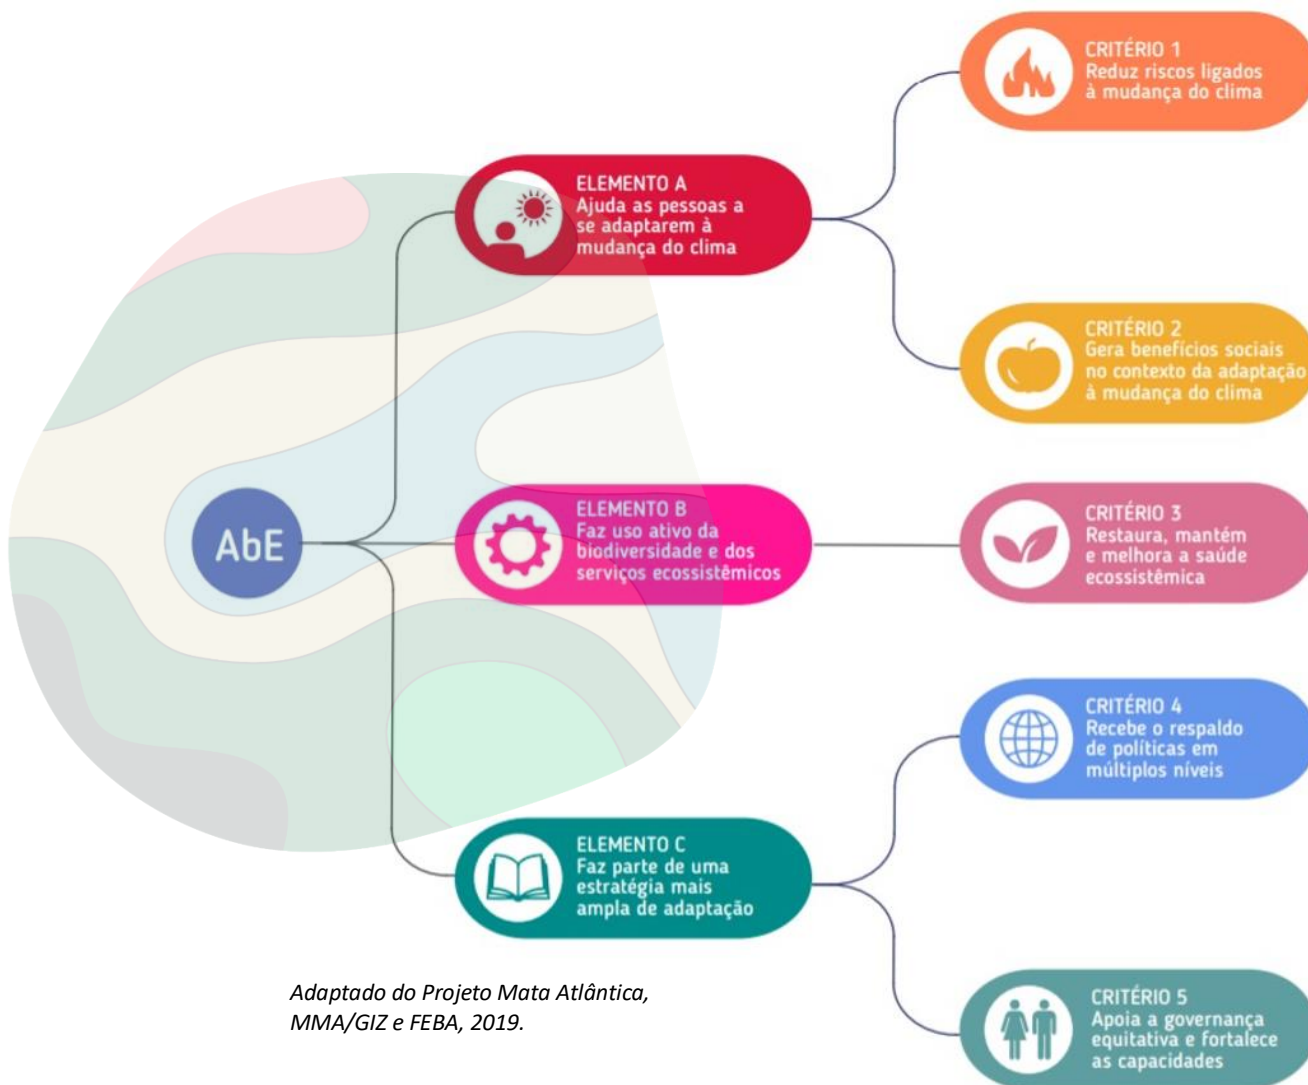 AbE
ELEMENTO A
Ajuda as pessoas a
se adaptarem à
mudança do clima
CRITÉRIO 1
Reduz riscos ligados
à mudança do clima
CRITÉRIO 2
Gera benefícios sociais
no contexto da adaptação
à mudança do clima
ELEMENTO B
Faz uso ativo da
biodiversidade e dos
serviços ecossistêmicos
CRITÉRIO 3
Restaura, mantém
e melhora a saúde
ecossistêmica
ELEMENTO C
Faz parte de uma
estratégia mais
ampla de adaptação
CRITÉRIO 4
Recebe o respaldo
de políticas em
múltiplos níveis
CRITÉRIO 5
Apoia a governança
equitativa e fortalece
as capacidades
Adaptado do Projeto Mata Atlântica,
MMA/GIZ e FEBA, 2019.